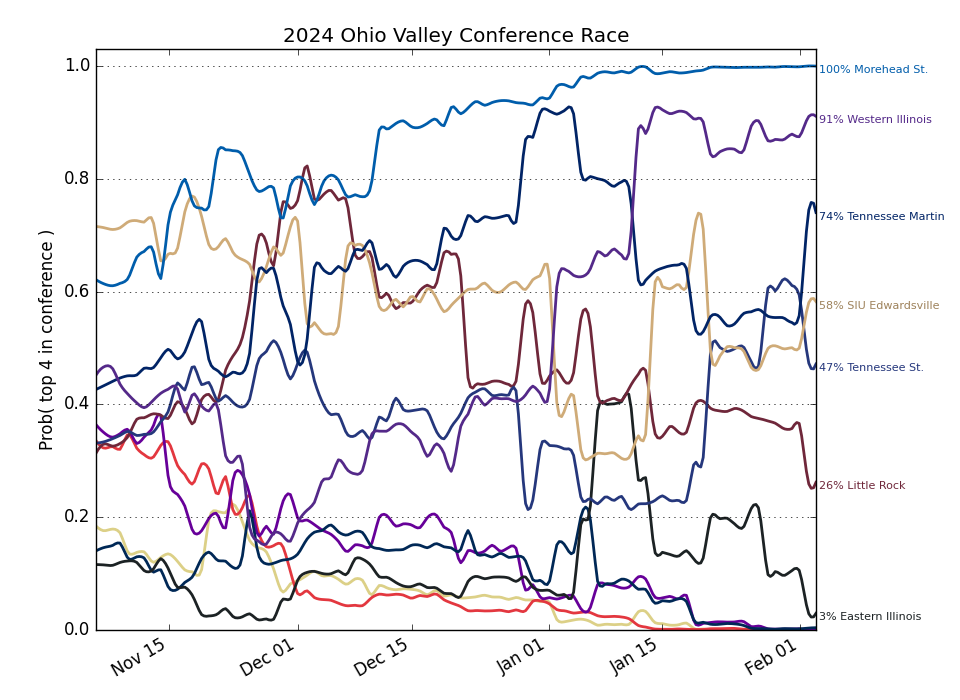 2024 Ohio Valley Conference Race
Prob( top 4 in conference )
1.0
0.8
0.6
0.4
0.2
0.0
Nov 15
Dec 01
Dec 15
Jan 01
Jan 15
Feb 01
100% Morehead St.
91% Western Illinois
74% Tennessee Martin
58% SIU Edwardsville
47% Tennessee St.
26% Little Rock
3% Eastern Illinois